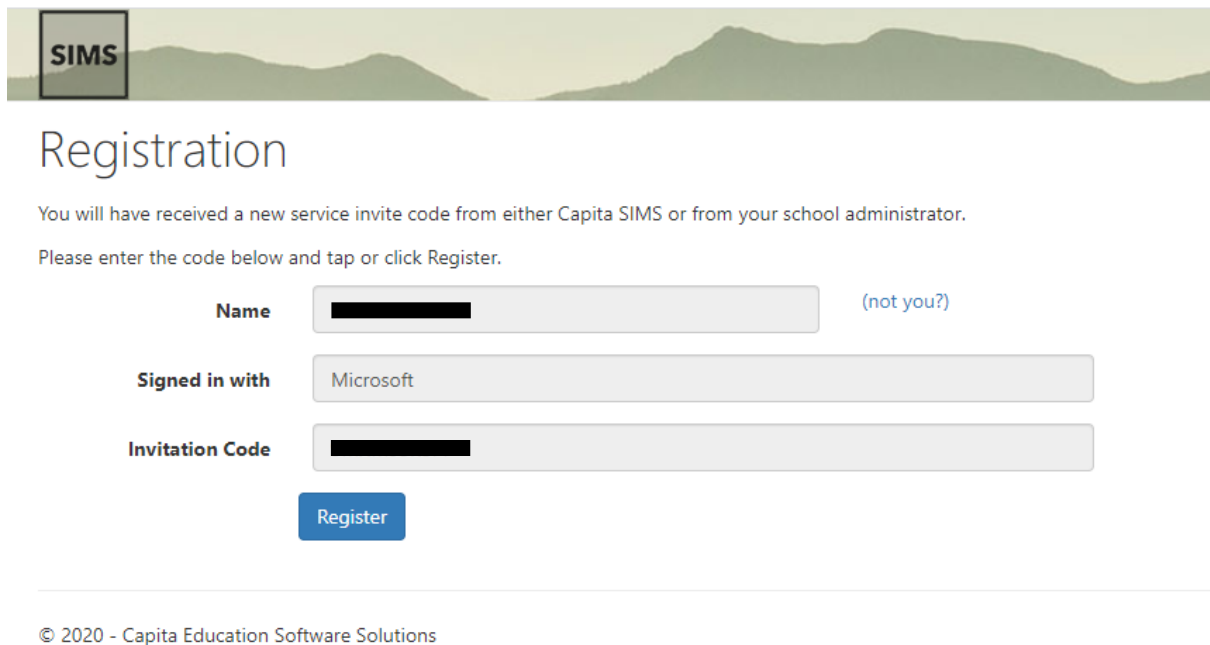 SIMS
Registration
You will have received a new service invite code from either Capita SIMS or from your school administrator.
Please enter the code below and tap or click Register.
Name
(not you?)
Signed in with
Microsoft
Invitation Code
Register
© 2020 - Capita Education Software Solutions